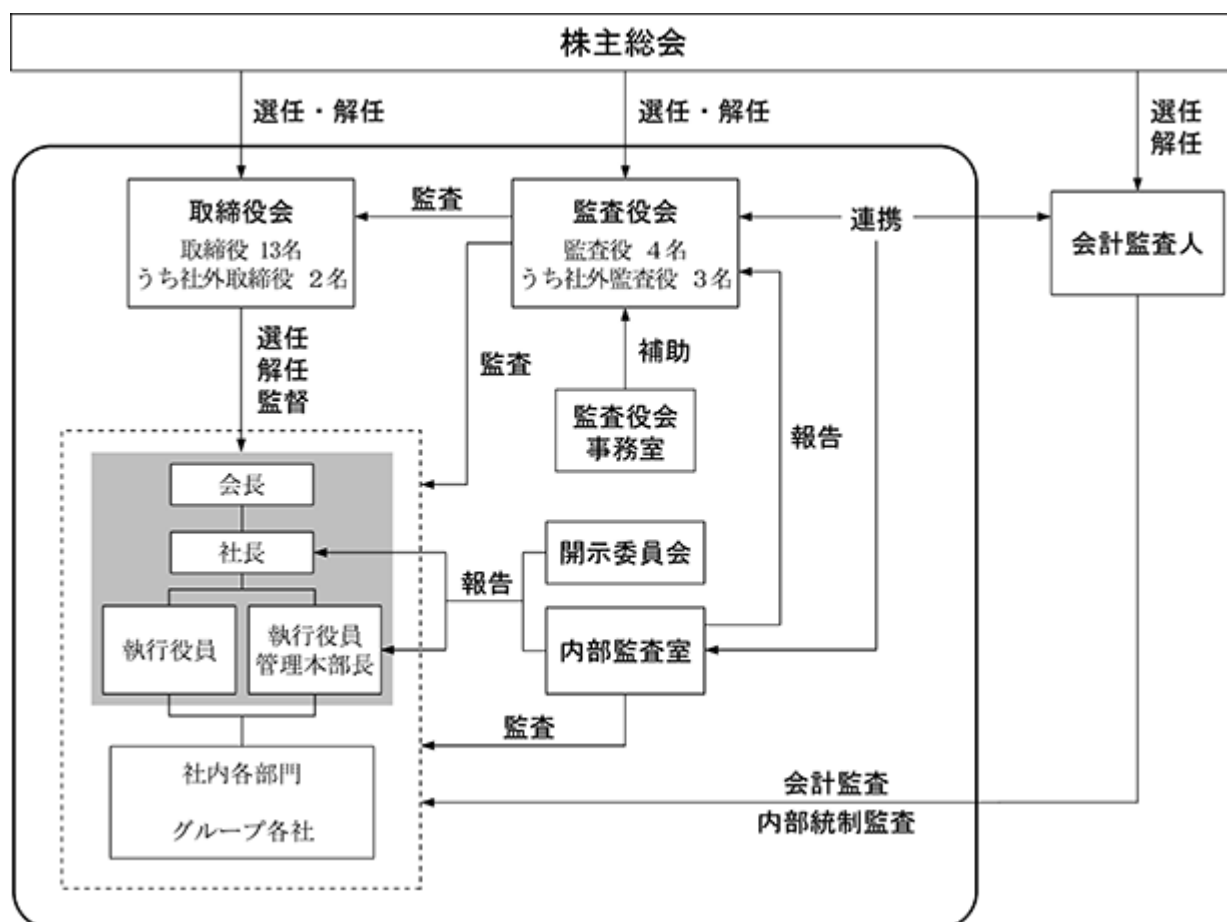 株主総会
選任・解任
選任・解任
選任
解任
取締役会
取締役 13名
うち社外取締役 2名
監査
監査役会
監査役 4名
うち社外監査役 3名
連携
会計監査人
選任
解任
監督
監査
補助
監査役会
事務室
報告
会長
社長
執行役員
執行役員
管理本部長
報告
開示委員会
内部監査室
監査
社内各部門
グループ各社
会計監査
内部統制監査